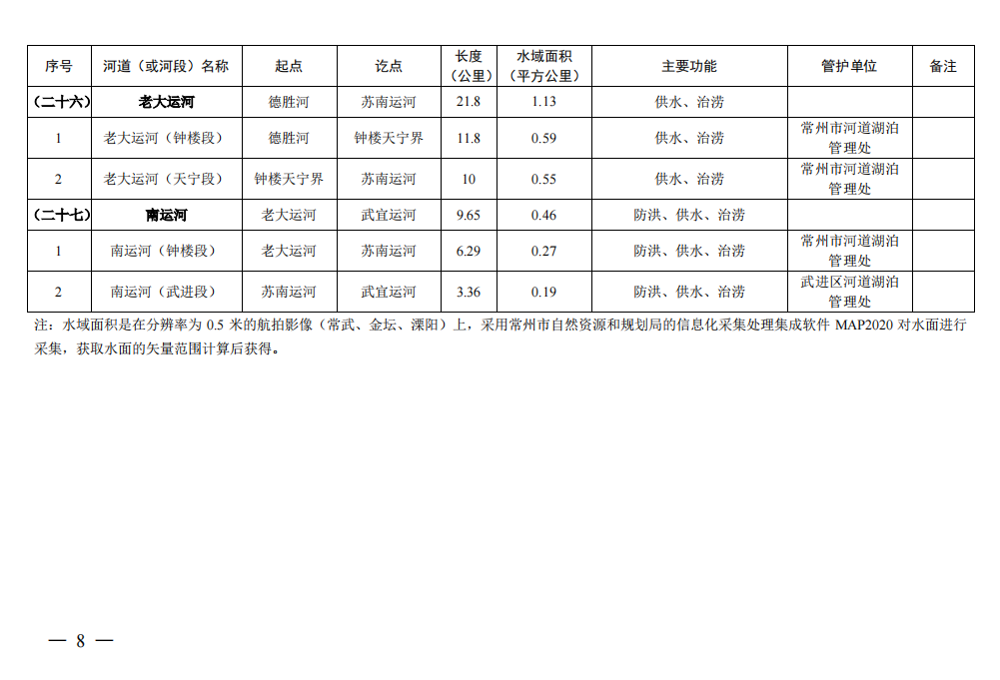 序号 河道（或河段）名称 起点 讫点 长度（公里） 水域面积（平方公里） 主要功能 管护单位 备注
（二十六） 老大运河 德胜河 苏南运河 21.8 1.13 供水、治涝
1 老大运河（钟楼段） 德胜河 钟楼天宁界 11.8 0.59 供水、治涝 常州市河道湖泊管理处
2 老大运河（天宁段） 钟楼天宁界 苏南运河 10 0.55 供水、治涝 常州市河道湖泊管理处
（二十七） 南运河 老大运河 武宜运河 9.65 0.46 防洪、供水、治涝
1 南运河（钟楼段） 老大运河 苏南运河 6.29 0.27 防洪、供水、治涝 常州市河道湖泊管理处
2 南运河（武进段） 苏南运河 武宜运河 3.36 0.19 防洪、供水、治涝 武进区河道湖泊管理处
注：水域面积是在分辨率为 0.5 米的航拍影像（常武、金坛、溧阳）上，采用常州市自然资源和规划局的信息化采集处理集成软件 MAP2020 对水面进行
采集，获取水面的矢量范围计算后获得。
— 8 —